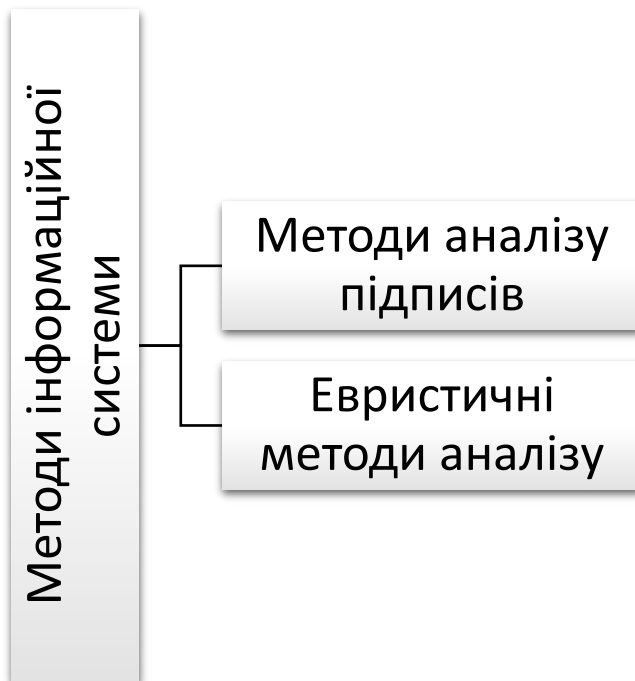 Методи інформаційної
системи
Методи аналізу
підписів
Евристичні
методи аналізу